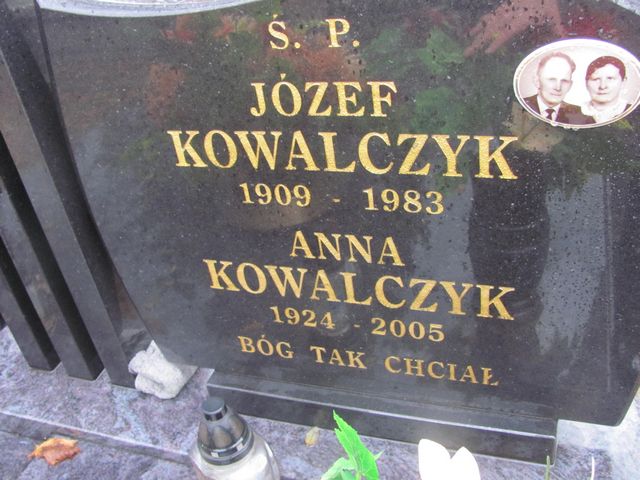 Ś. P.
JÓZEF
KOWALCZYK
1909 - 1983
ANNA
KOWALCZYK
1924 - 2005
BÓG TAK CHCIAŁ